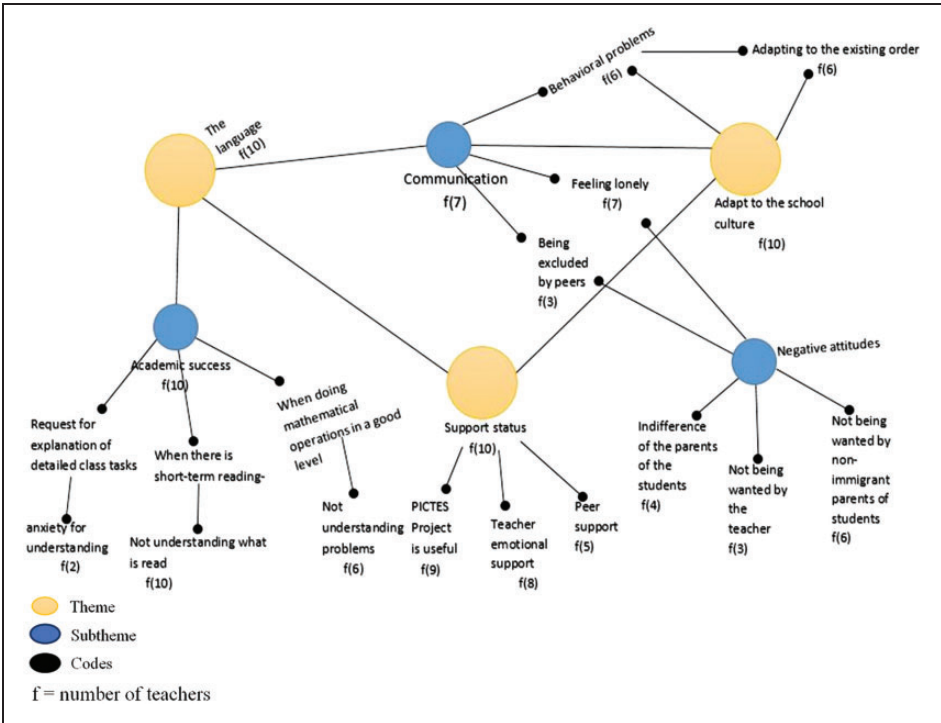 Behavioral problems
f(6)
Adapting to the existing order
f(6)
The
language
f(10)
Communication
f(7)
Feeling lonely
f(7)
Adapt to the school
culture
f(10)
Being
excluded
by peers
f(3)
Academic success
f(10)
Negative attitudes
When doing
mathematical
operations in a good
level
Support status
f(10)
Request for
explanation of
detailed class tasks
When there is
short-term reading-
Indifference
of the parents
of the
students
f(4)
Not being
wanted by
the
teacher
f(3)
Not being
wanted by
non-
immigrant
parents of
students
f(6)
anxiety for
understanding
f(2)
Not understanding what
is read
f(10)
Not
understanding
problems
f(6)
PICTES
Project
is useful
f(9)
Teacher
emotional
support
f(8)
Peer
support
f(5)
Theme
Subtheme
Codes
f = number of teachers